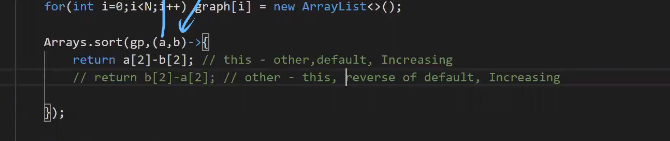 for(int i=0;i<N;i++) graph[i] = new ArrayList<>();
Arrays.sort(gp,(a,b)->{
return a[2]-b[2]; // this - other,default, Increasing
// return b[2]-a[2]; // other - this, reverse of default, Increasing
});